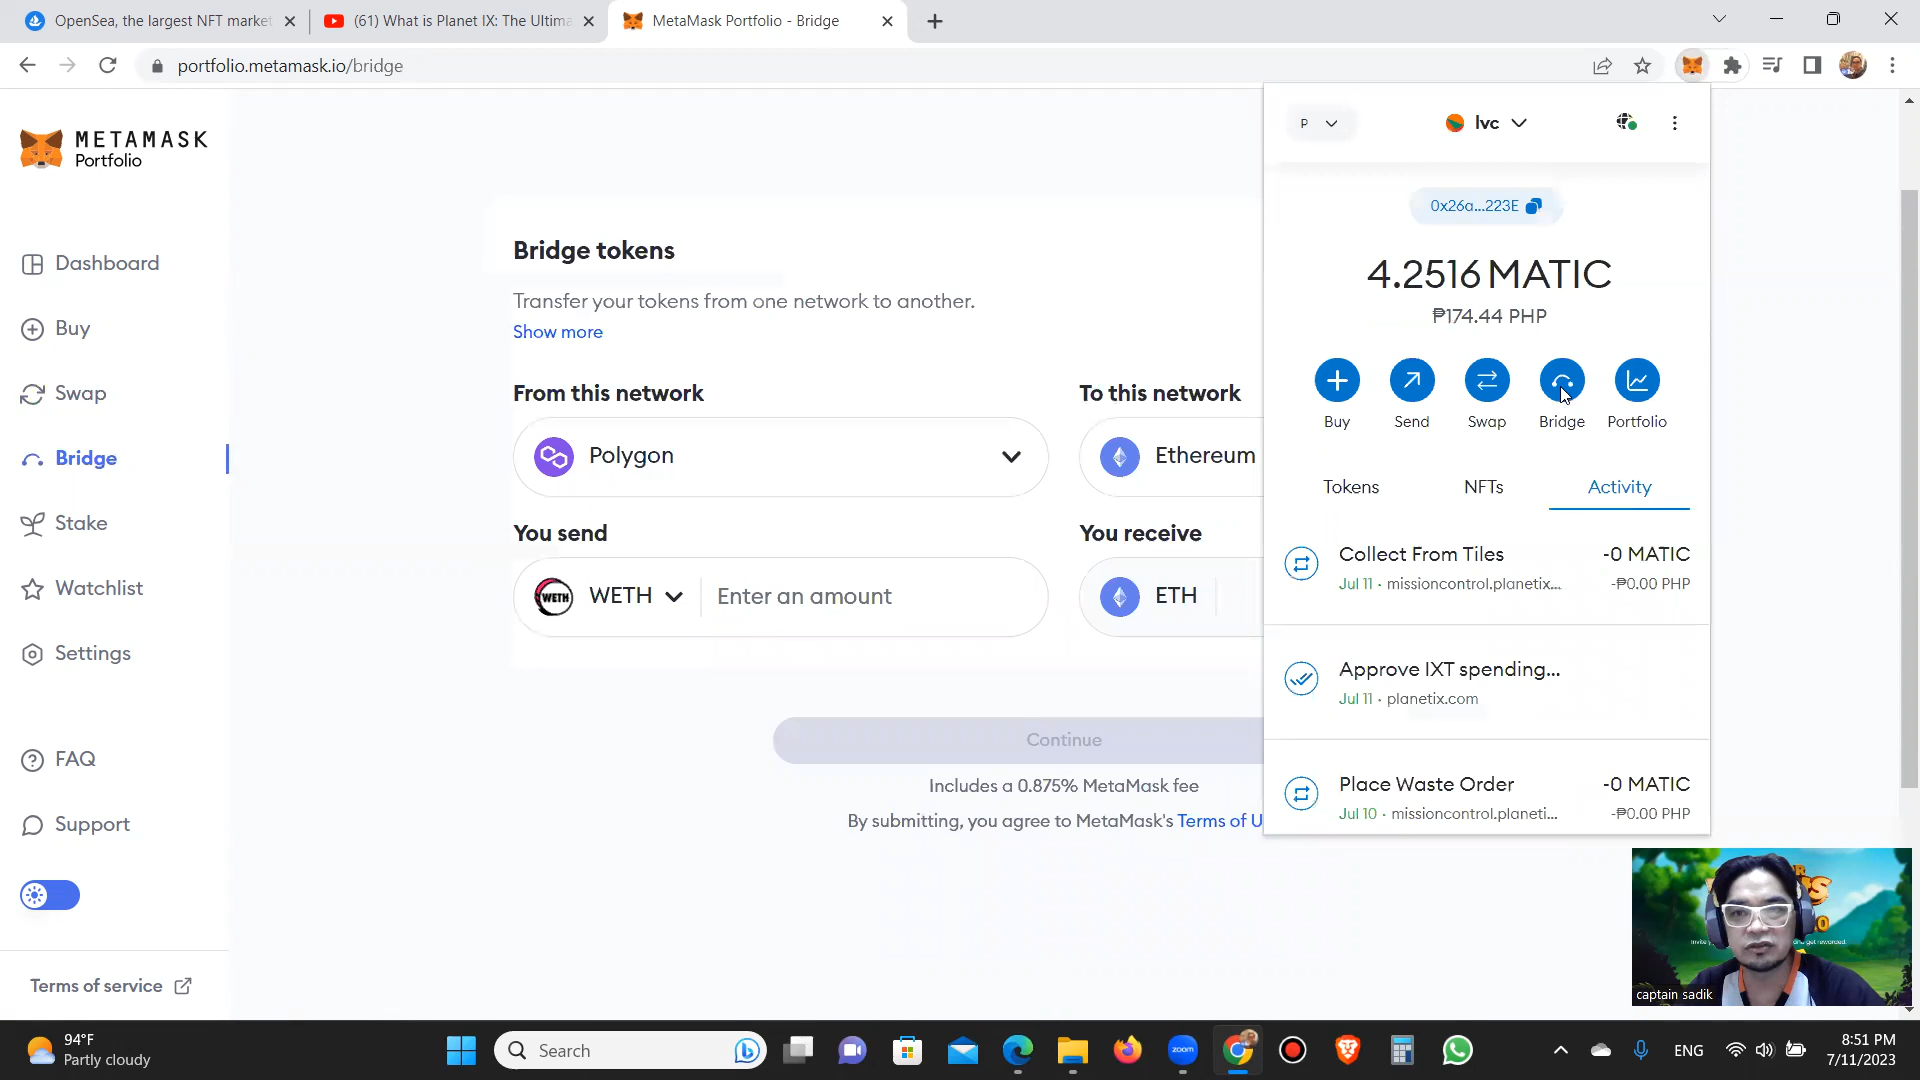 OpenSea, the largest NFT market
(61) What is Planet IX: The Ultima
MetaMask Portfolio - Bridge
portfolio.metamask.io/bridge
METAMASK
Portfolio
Dashboard
Buy
Swap
Bridge
Stake
Watchlist
Settings
FAQ
Support
Terms of service
Bridge tokens
Transfer your tokens from one network to another.
Show more
From this network
To this network
Polygon
Ethereum
You send
You receive
WETH
WETH
Enter an amount
ETH
Continue
Includes a 0.875% MetaMask fee
By submitting, you agree to MetaMask's Terms of U
P
lvc
0x26a...223E
4.2516 MATIC
₱174.44 PHP
Buy
Send
Swap
Bridge
Portfolio
Tokens
NFTs
Activity
Collect From Tiles
-0 MATIC
Jul 11 · missioncontrol.planetix...
-₱0.00 PHP
Approve IXT spending...
Jul 11 · planetix.com
Place Waste Order
-0 MATIC
Jul 10 · missioncontrol.planeti...
-₱0.00 PHP
captain sadik
94°F
Partly cloudy
Search
zoom
ENG
8:51 PM
7/11/2023